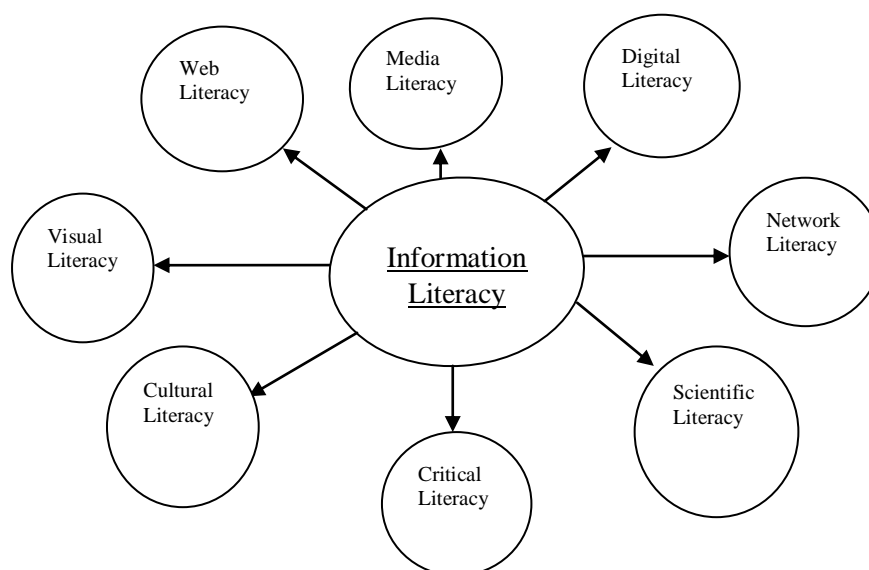 Web
Literacy
Media
Literacy
Digital
Literacy
Visual
Literacy
Information
Literacy
Network
Literacy
Cultural
Literacy
Critical
Literacy
Scientific
Literacy